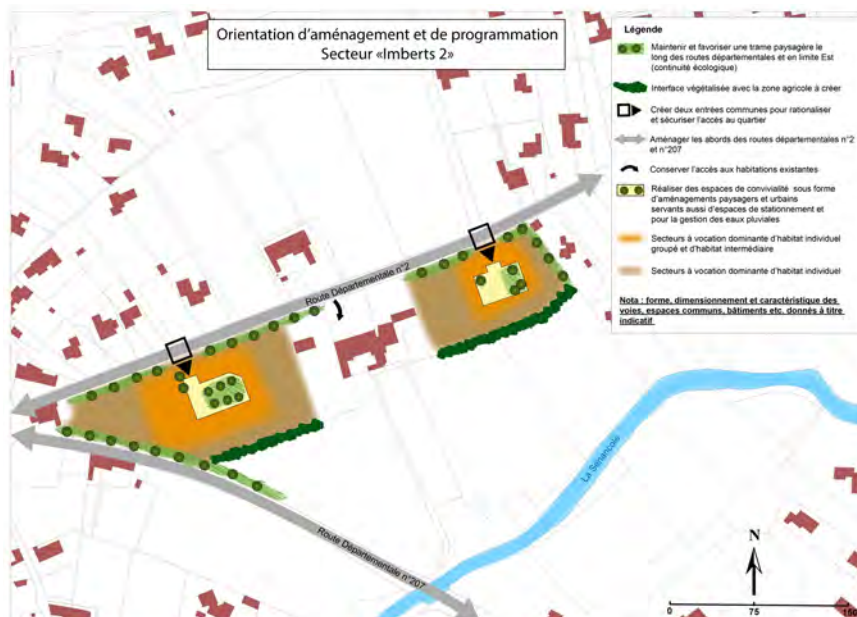 Orientation d'aménagement et de programmation
Secteur «Imberts 2»
Légende
Maintenir et favoriser une trame paysagère le
long des routes départementales et en limite Est
(continuité écologique)
Interface végétalisée avec la zone agricole à créer
Créer deux entrées communes pour rationaliser
et sécuriser l'accès au quartier
Aménager les abords des routes départementales n°2
et n°207
Conserver l'accès aux habitations existantes
Réaliser des espaces de convivialité sous forme
d'aménagements paysagers et urbains
servants aussi d'espaces de stationnement et
pour la gestion des eaux pluviales
Secteurs à vocation dominante d'habitat individuel
groupé et d'habitat intermédiaire
Secteurs à vocation dominante d'habitat individuel
Nota : forme, dimensionnement et caractéristique des
voies, espaces communs, bâtiments etc. donnés à titre
indicatif
Route Départementale n°2
La Sénancole
Route Départementale n°207
N
0 75 150